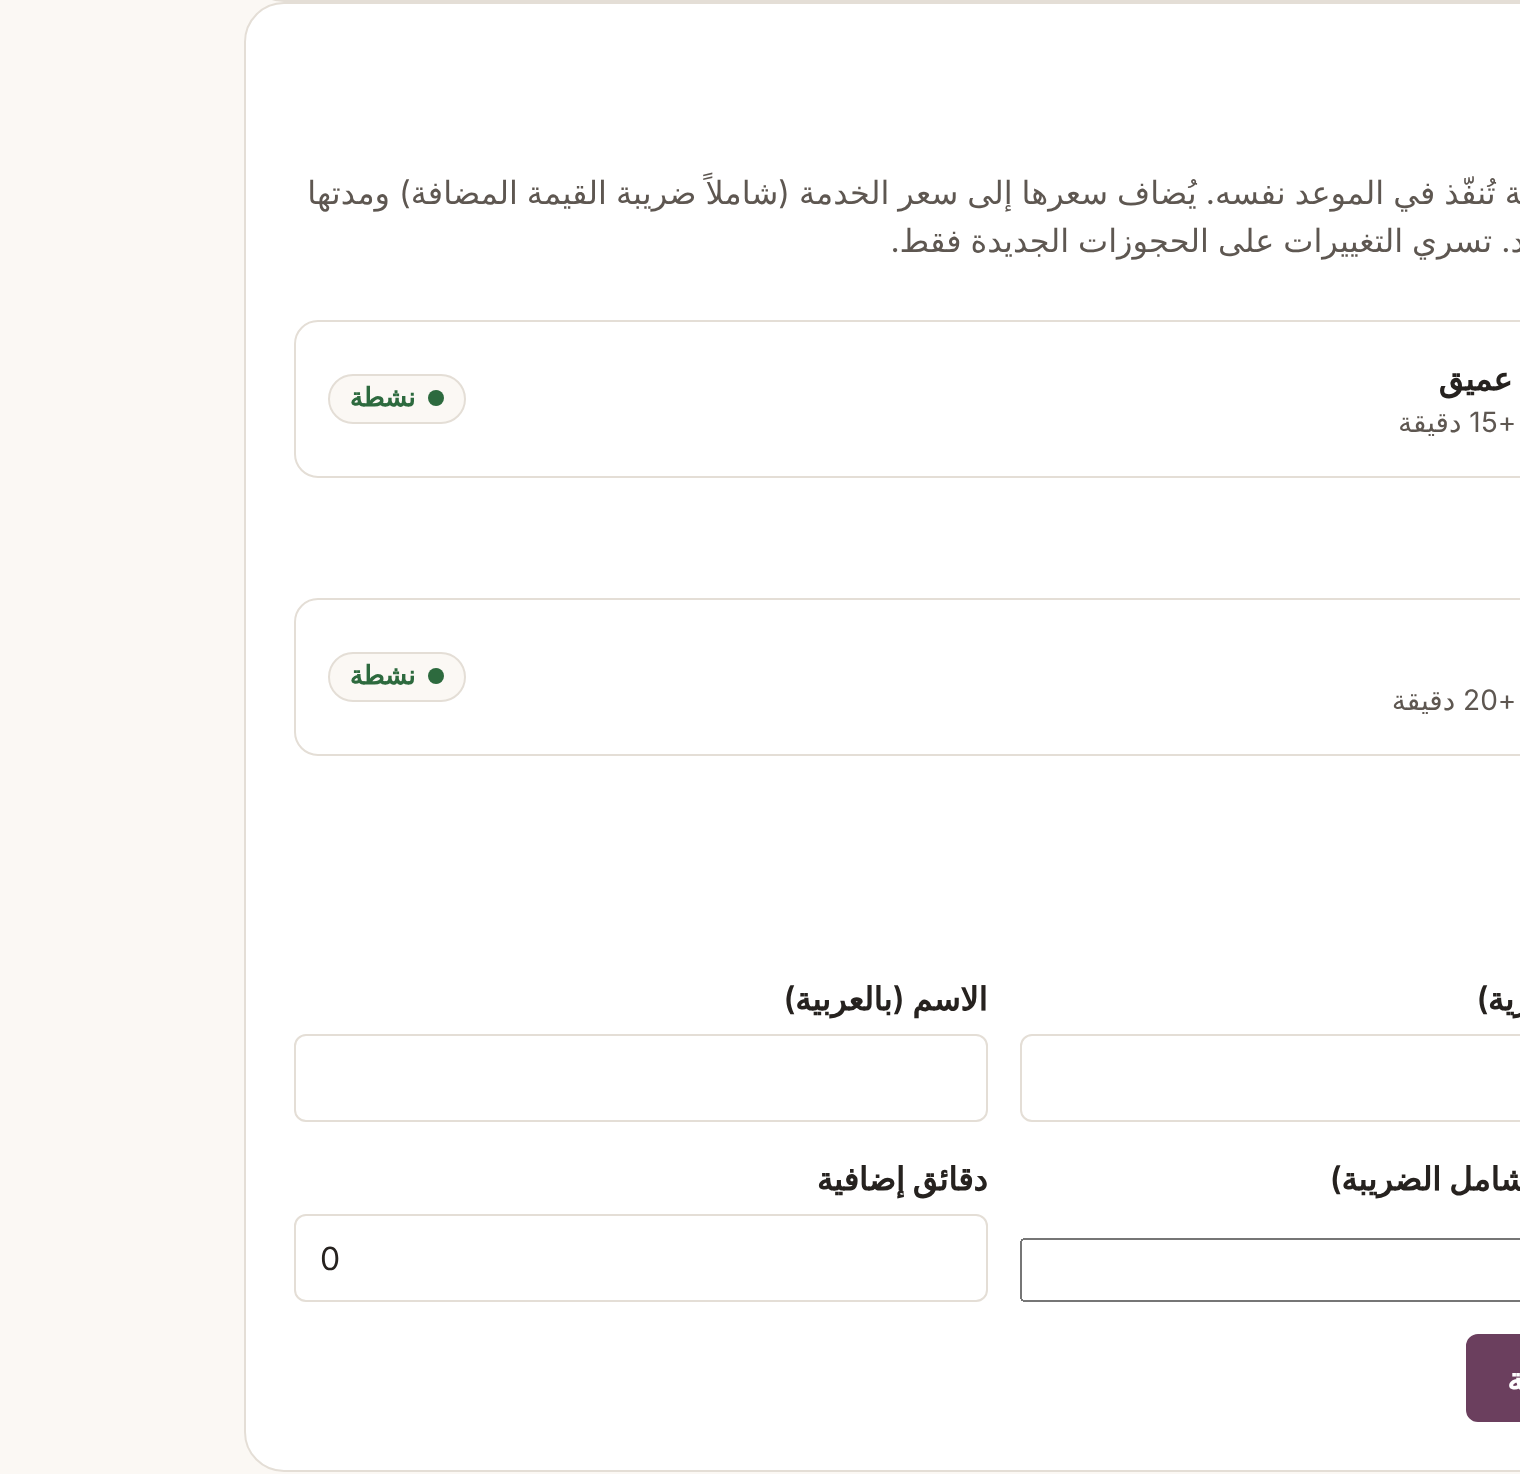 تُنفّذ في الموعد نفسه. يُضاف سعرها إلى سعر الخدمة (شاملاً ضريبة القيمة المضافة) ومدتها
تسري التغييرات على الحجوزات الجديدة فقط.
عميق
+15 دقيقة
نشطة
+20 دقيقة
نشطة
الاسم (بالعربية)
شامل الضريبة)
دقائق إضافية
0